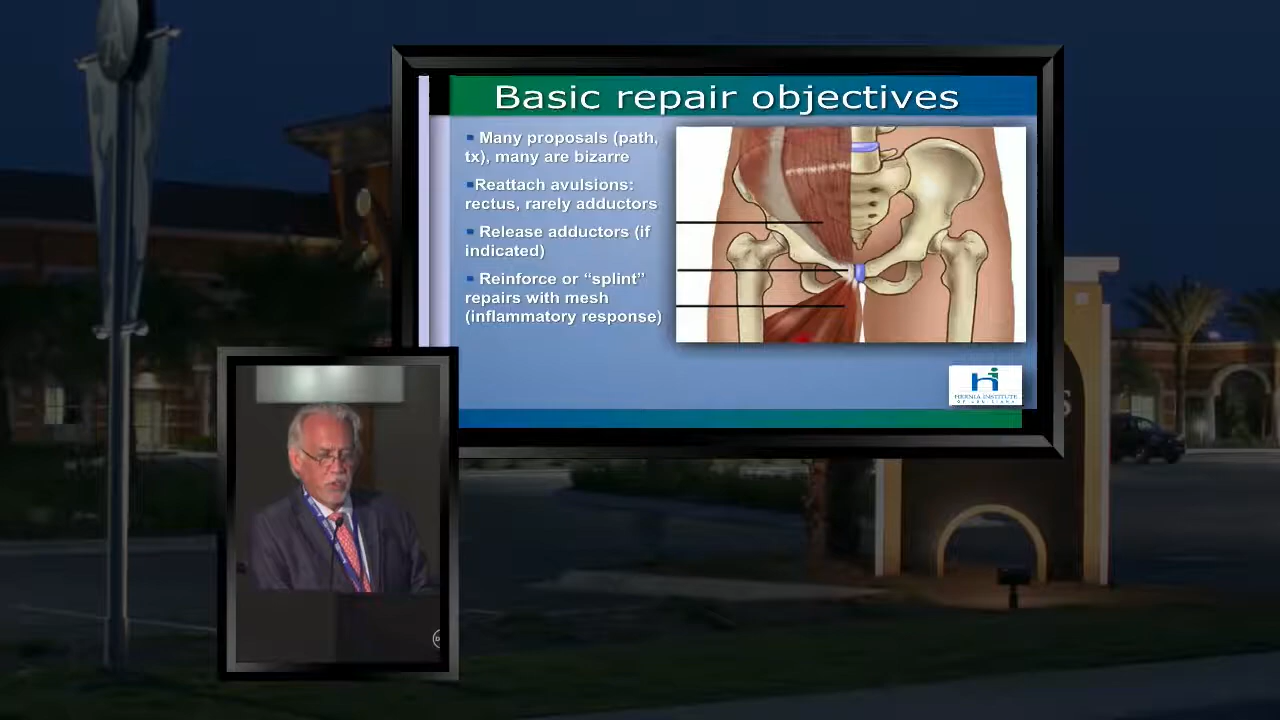 Basic repair objectives
▪ Many proposals (path,
tx), many are bizarre
▪Reattach avulsions:
rectus, rarely adductors
▪ Release adductors (if
indicated)
▪ Reinforce or “splint”
repairs with mesh
(inflammatory response)
HERNIA INSTITUTE
S